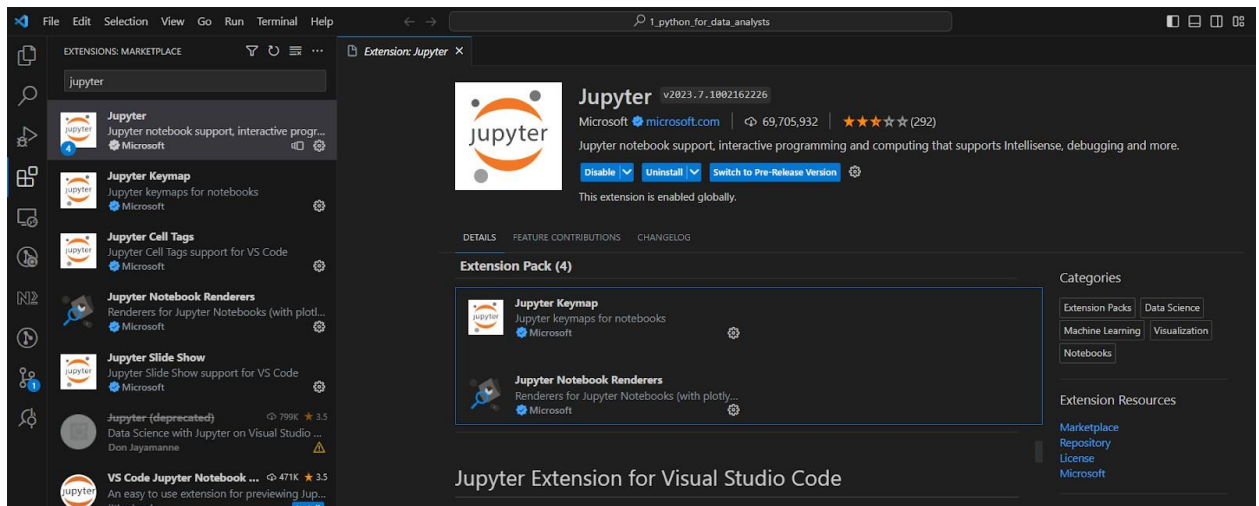 File Edit Selection View Go Run Terminal Help
1_python_for_data_analysts
EXTENSIONS: MARKETPLACE
jupyter
Jupyter
Jupyter notebook support, interactive progr...
Microsoft
4
Jupyter Keymap
Jupyter keymaps for notebooks
Microsoft
Jupyter Cell Tags
Jupyter Cell Tags support for VS Code
Microsoft
Jupyter Notebook Renderers
Renderers for Jupyter Notebooks (with plotl...
Microsoft
Jupyter Slide Show
Jupyter Slide Show support for VS Code
Microsoft
1
Jupyter (deprecated) 799K 3.5
Data Science with Jupyter on Visual Studio ...
Don Jayamanne
VS Code Jupyter Notebook ... 471K 3.5
An easy to use extension for previewing Jup...
Extension: Jupyter
jupyter
Jupyter v2023.7.1002162226
Microsoft microsoft.com 69,705,932 (292)
Jupyter notebook support, interactive programming and computing that supports Intellisense, debugging and more.
Disable Uninstall Switch to Pre-Release Version
This extension is enabled globally.
DETAILS FEATURE CONTRIBUTIONS CHANGELOG
Extension Pack (4)
Jupyter Keymap
Jupyter keymaps for notebooks
Microsoft
Jupyter Notebook Renderers
Renderers for Jupyter Notebooks (with plotly...
Microsoft
Jupyter Extension for Visual Studio Code
Categories
Extension Packs Data Science
Machine Learning Visualization
Notebooks
Extension Resources
Marketplace
Repository
License
Microsoft